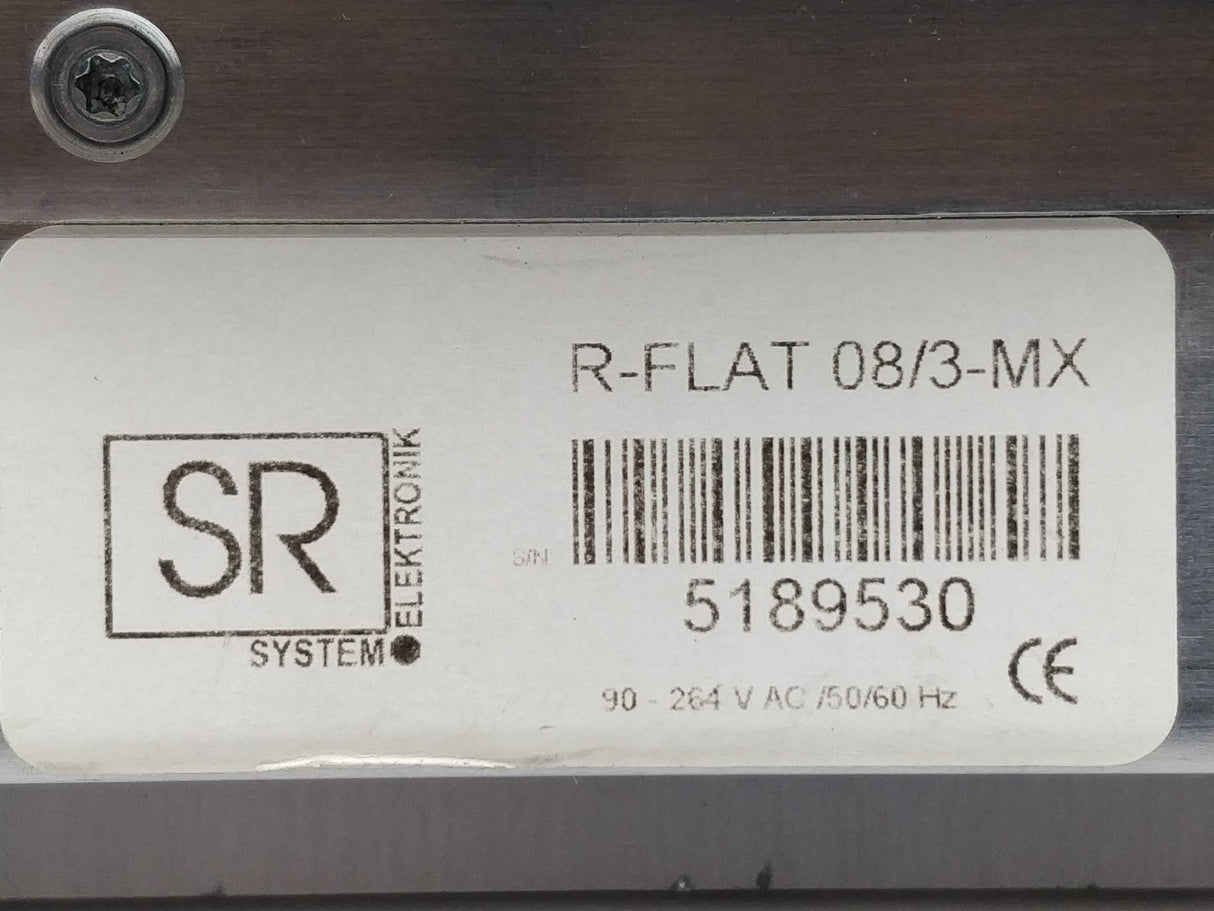 R-FLAT 08/3-MX
SR
ELEKTRONIK
SYSTEM
S/N
5189530
CE
90 - 264 V AC /50/60 Hz